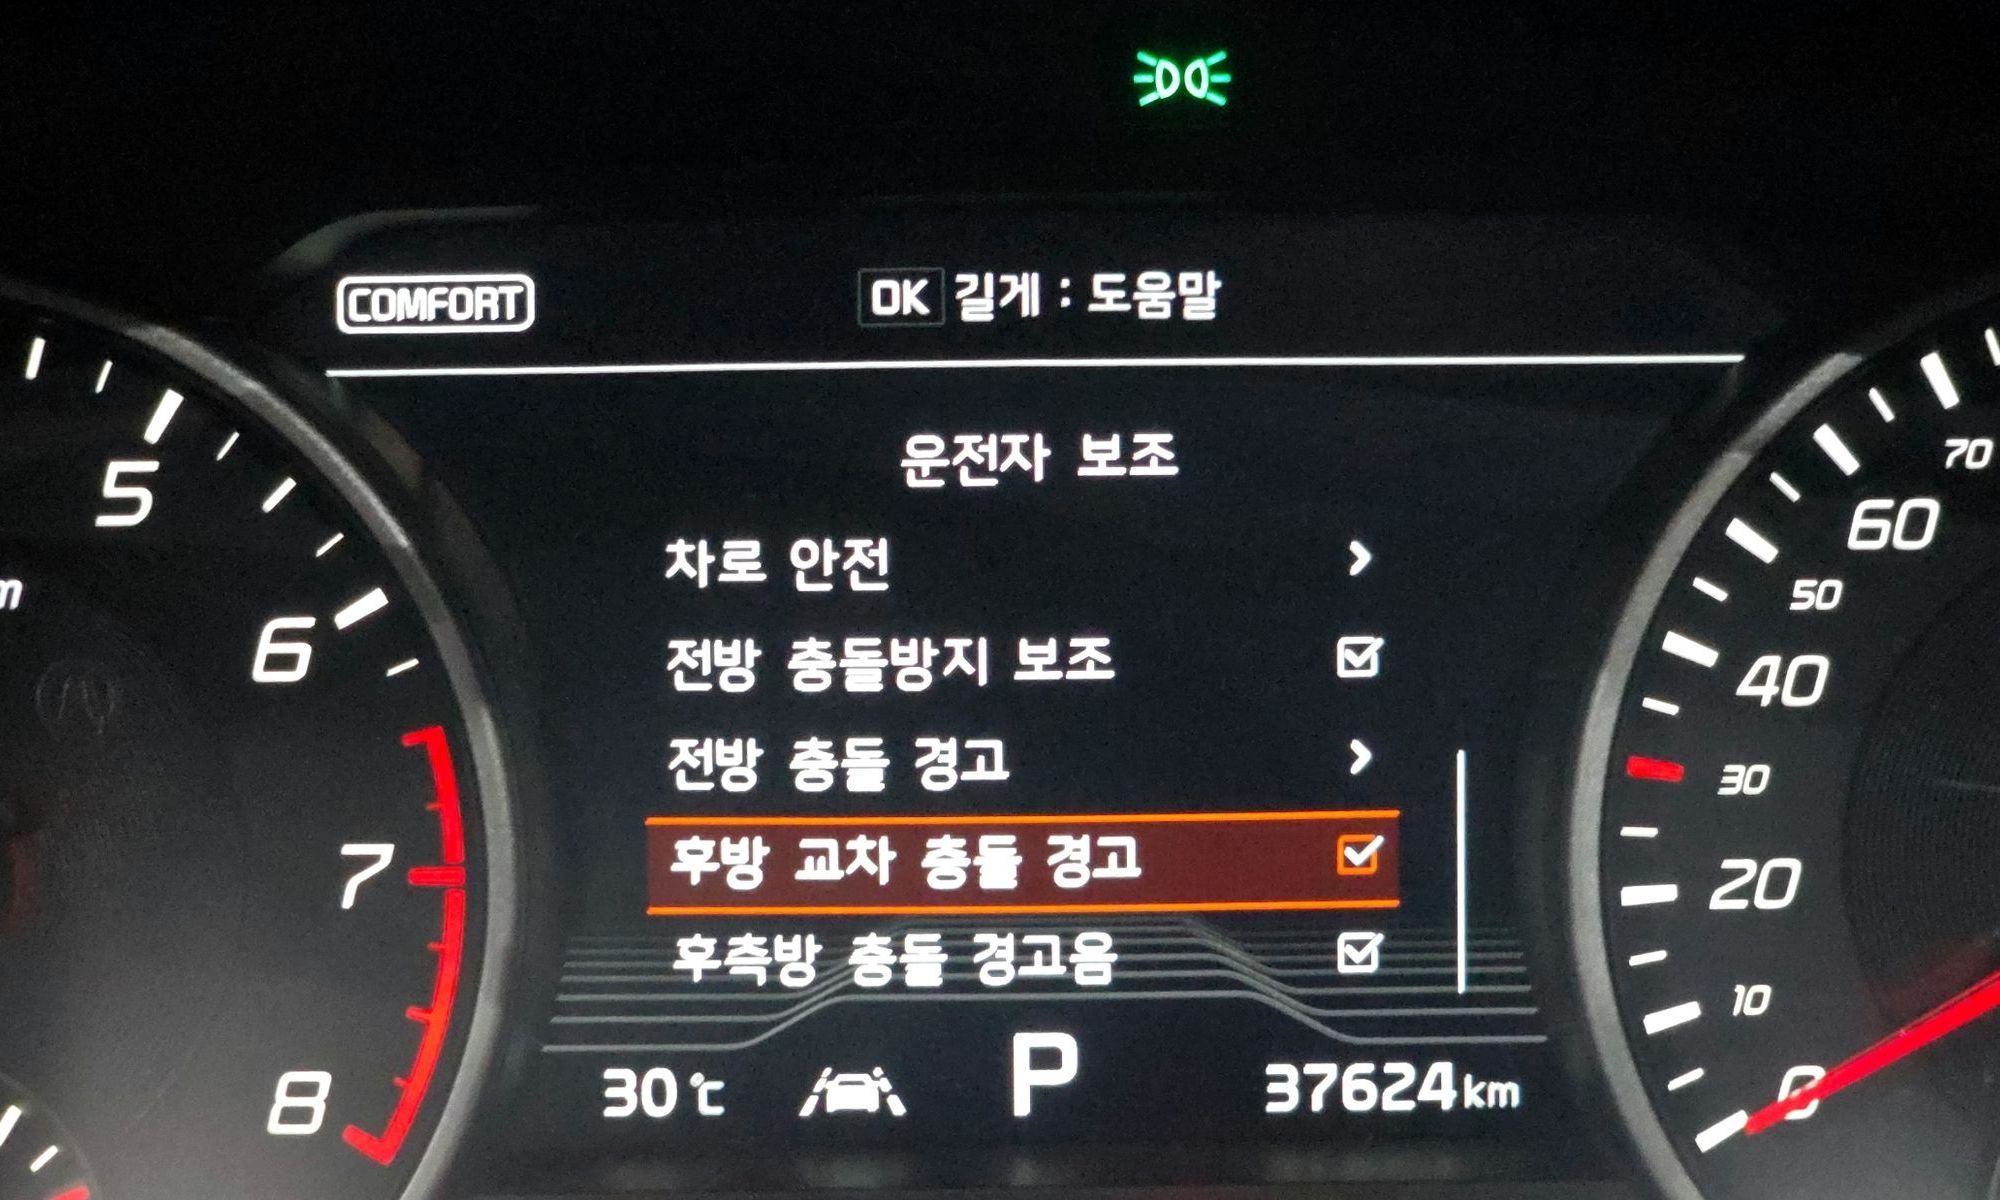 COMFORT
OK 길게 : 도움말
운전자 보조
차로 안전
전방 충돌방지 보조
전방 충돌 경고
후방 교차 충돌 경고
후측방 충돌 경고음
30 ℃
P
37624 km
5
6
7
8
70
60
50
40
30
20
10
0